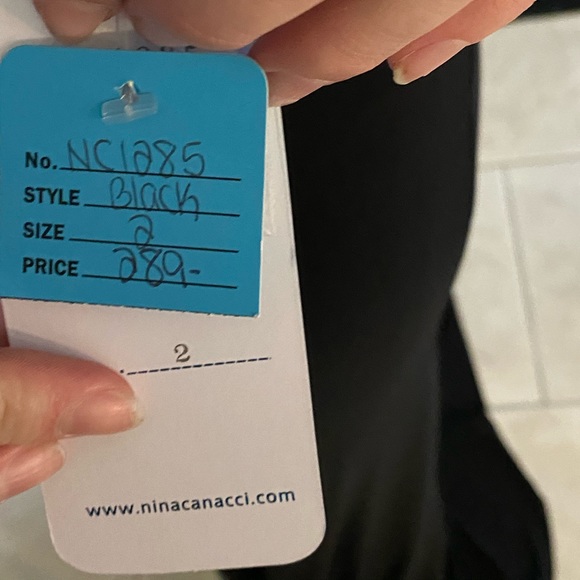 No. NC1285
STYLE Black
SIZE 2
PRICE 289-
2
www.ninacanacci.com